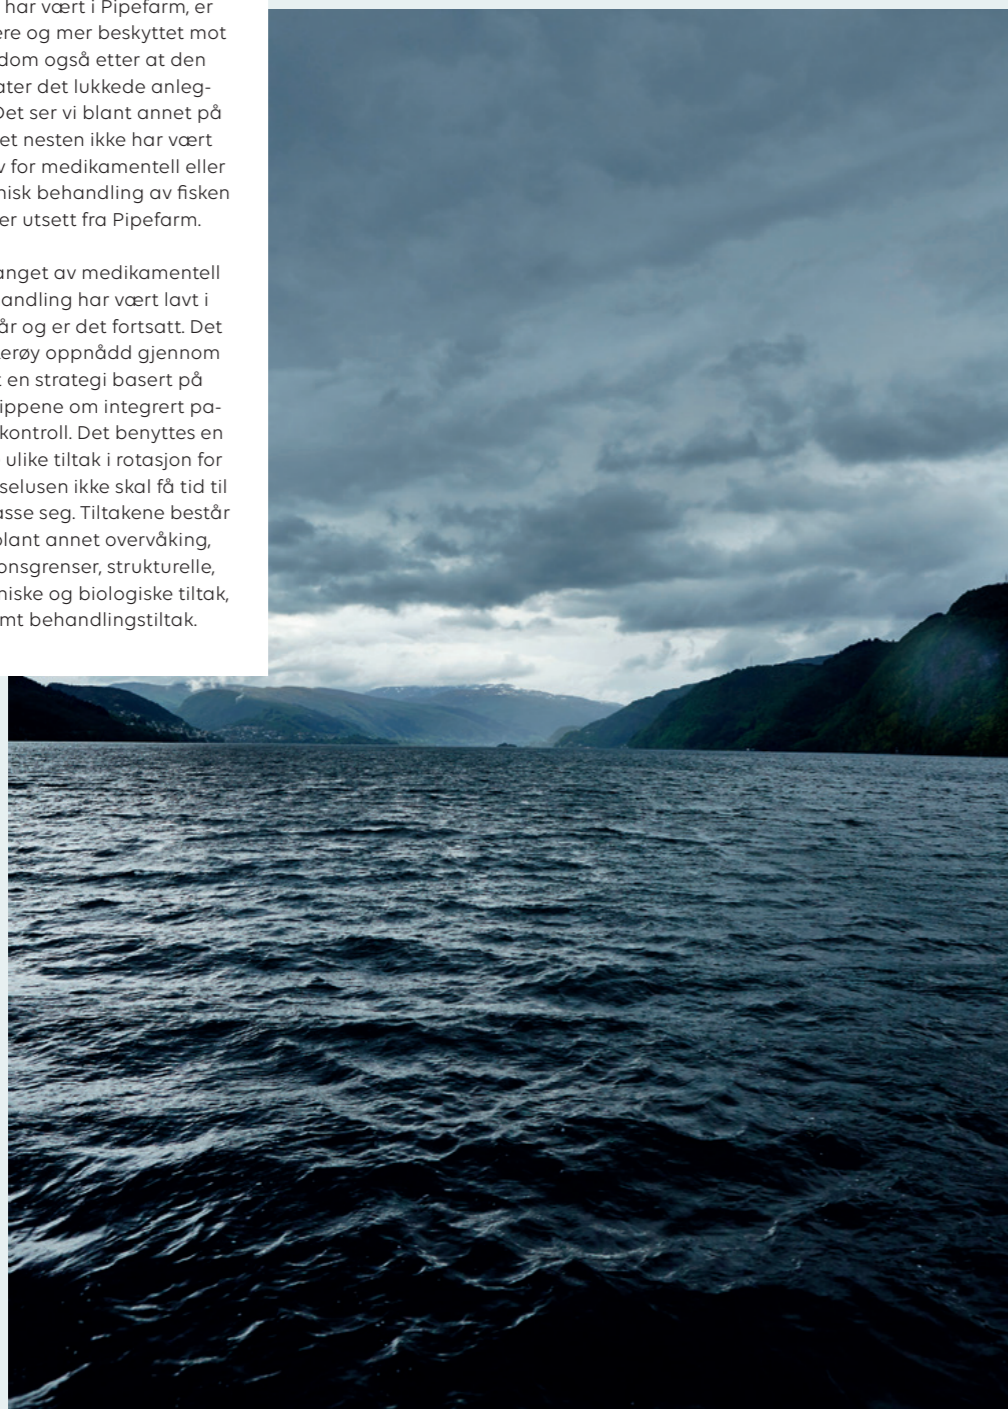 har vært i Pipefarm, er
ere og mer beskyttet mot
dom også etter at den
ater det lukkede anleg-
Det ser vi blant annet på
et nesten ikke har vært
v for medikamentell eller
nisk behandling av fisken
er utsett fra Pipefarm.
anget av medikamentell
andling har vært lavt i
år og er det fortsatt. Det
erøy oppnådd gjennom
t en strategi basert på
ippene om integrert pa-
kontroll. Det benyttes en
ulike tiltak i rotasjon for
selusen ikke skal få tid til
asse seg. Tiltakene består
blant annet overvåking,
onsgrenser, strukturelle,
niske og biologiske tiltak,
mt behandlingstiltak.